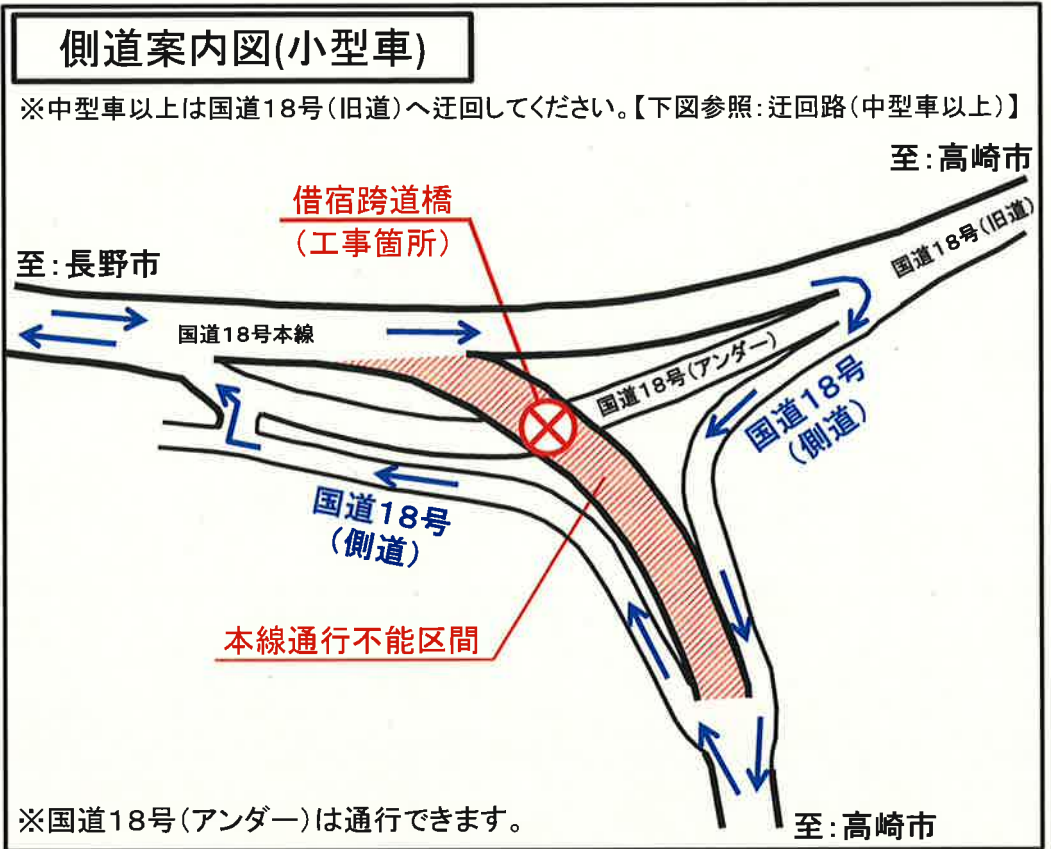 側道案内図(小型車)
※中型車以上は国道18号(旧道)へ迂回してください。【下図参照:迂回路(中型車以上)】
至:高崎市
借宿跨道橋
(工事箇所)
国道18号(旧道)
至:長野市
国道18号本線
国道18号(アンダー)
国道18号
(側道)
国道18号
(側道)
本線通行不能区間
※国道18号(アンダー)は通行できます。
至:高崎市